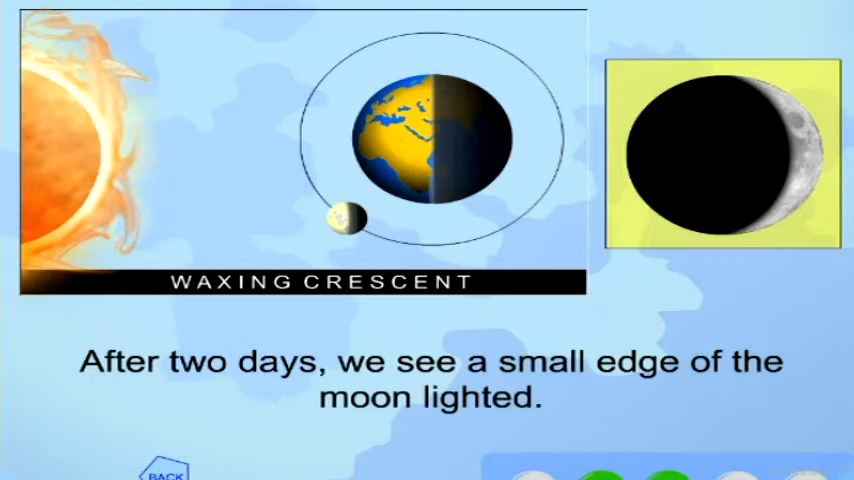 WAXING CRESCENT
After two days, we see a small edge of the
moon lighted.
BACK